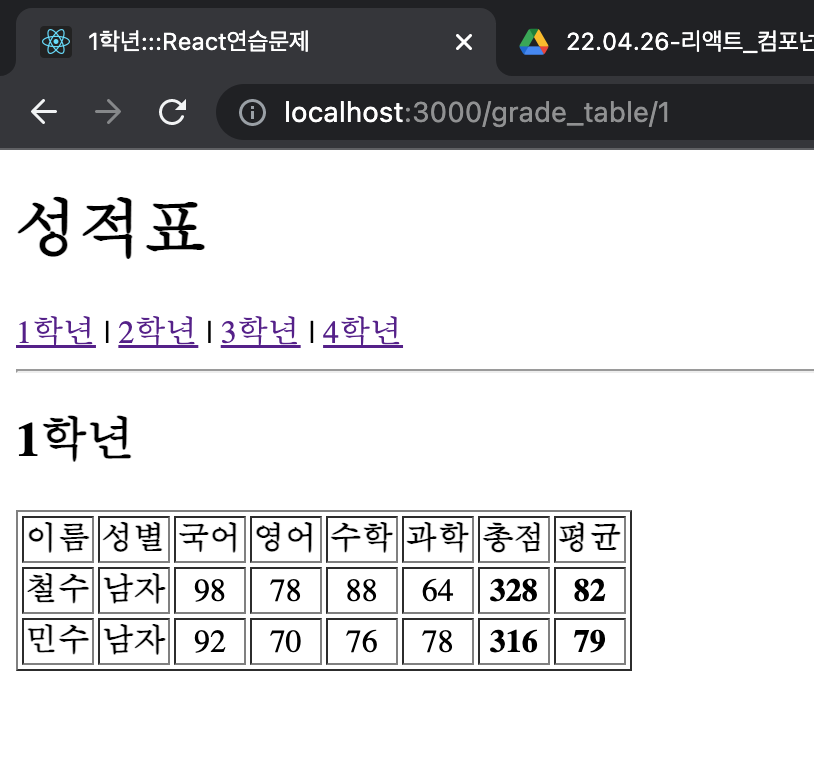 1학년:::React연습문제
22.04.26-리액트_컴포넌
localhost:3000/grade_table/1
성적표
1학년 | 2학년 | 3학년 | 4학년
1학년
이름 성별 국어 영어 수학 과학 총점 평균
철수 남자 98 78 88 64 328 82
민수 남자 92 70 76 78 316 79